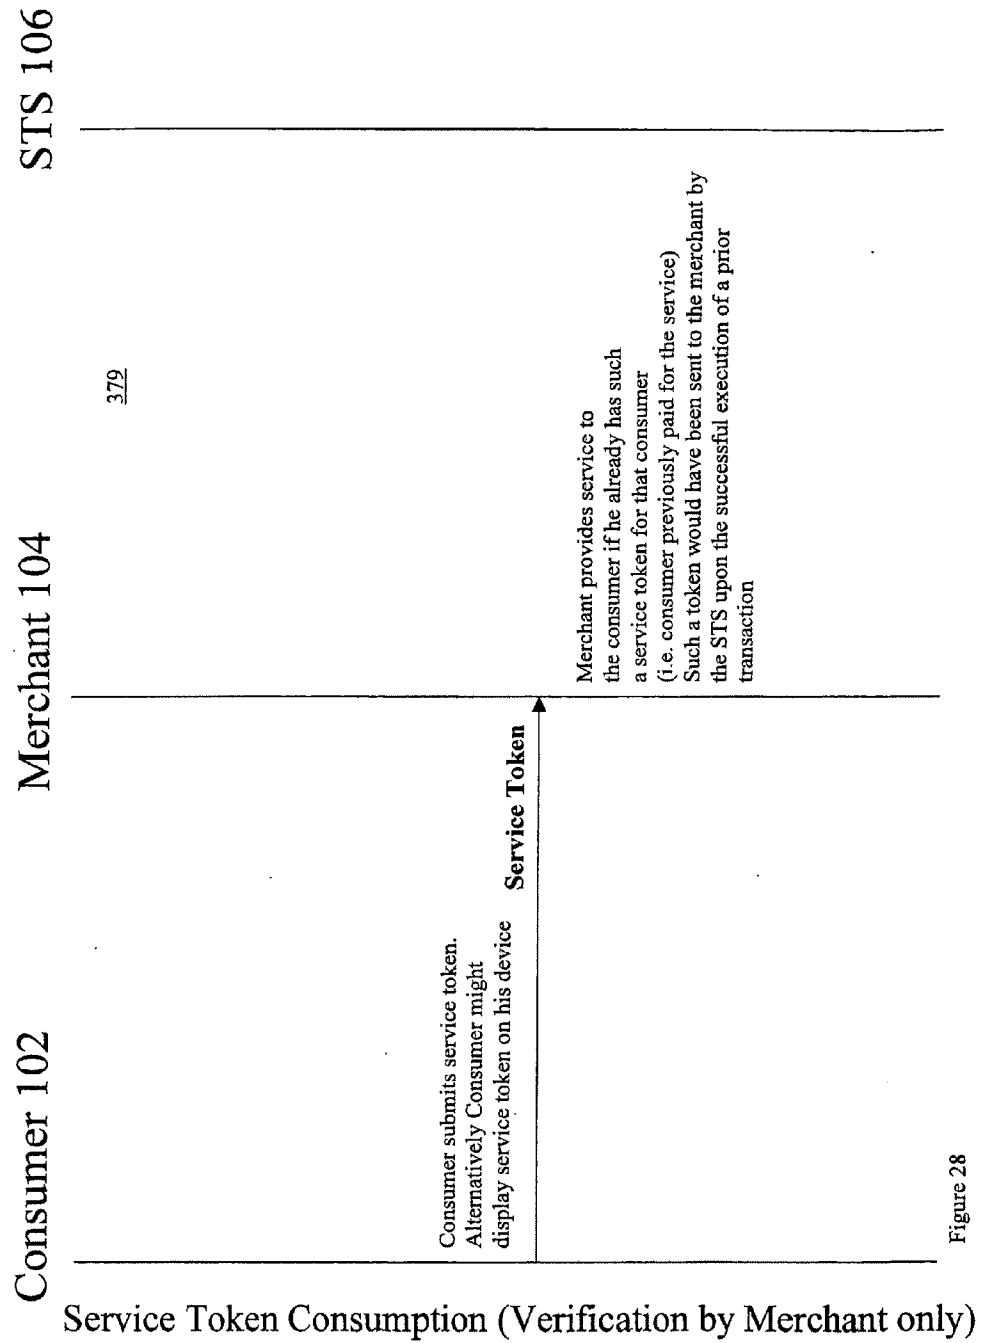 Service Token Consumption (Verification by Merchant only)
Consumer 102
Merchant 104
STS 106
379
Consumer submits service token.
Alternatively Consumer might
display service token on his device
Service Token
Merchant provides service to
the consumer if he already has such
a service token for that consumer
(i.e. consumer previously paid for the service)
Such a token would have been sent to the merchant by
the STS upon the successful execution of a prior
transaction
Figure 28